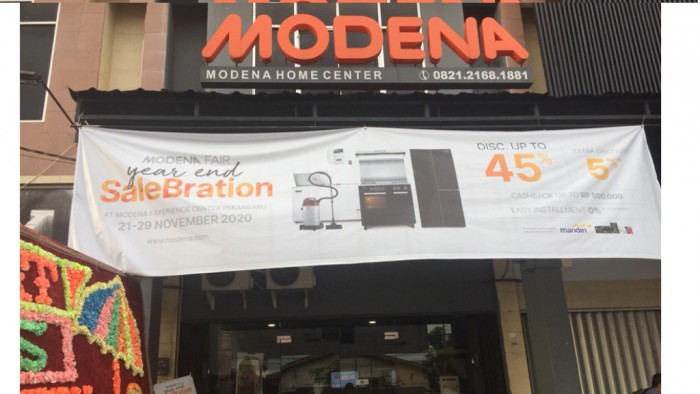 MODENA
MODENA HOME CENTER 0821.2168.1881
MODENA FAIR
year end
SaleBration
AT MODENA EXPERIENCE CENTER PEKANBARU
21-29 NOVEMBER 2020
www.modena.com
DISC. UP TO
45%
EXTRA DISCOUNT
5%
CASHBACK UP TO RP 500.000
EASY INSTALLMENT 0%
mandiri